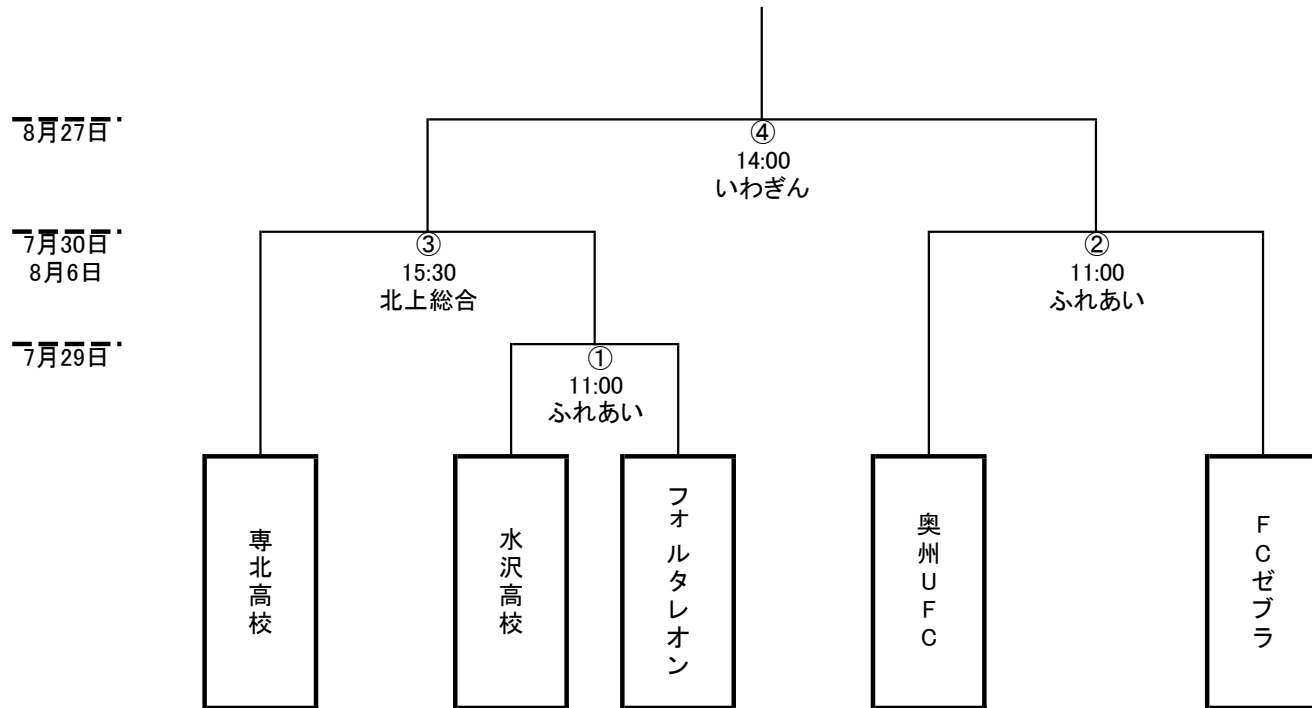 8月27日
④
14:00
いわぎん
7月30日
8月6日
③
15:30
北上総合
②
11:00
ふれあい
7月29日
①
11:00
ふれあい
専北高校
水沢高校
フォルタレオン
奥州UFC
FCゼブラ